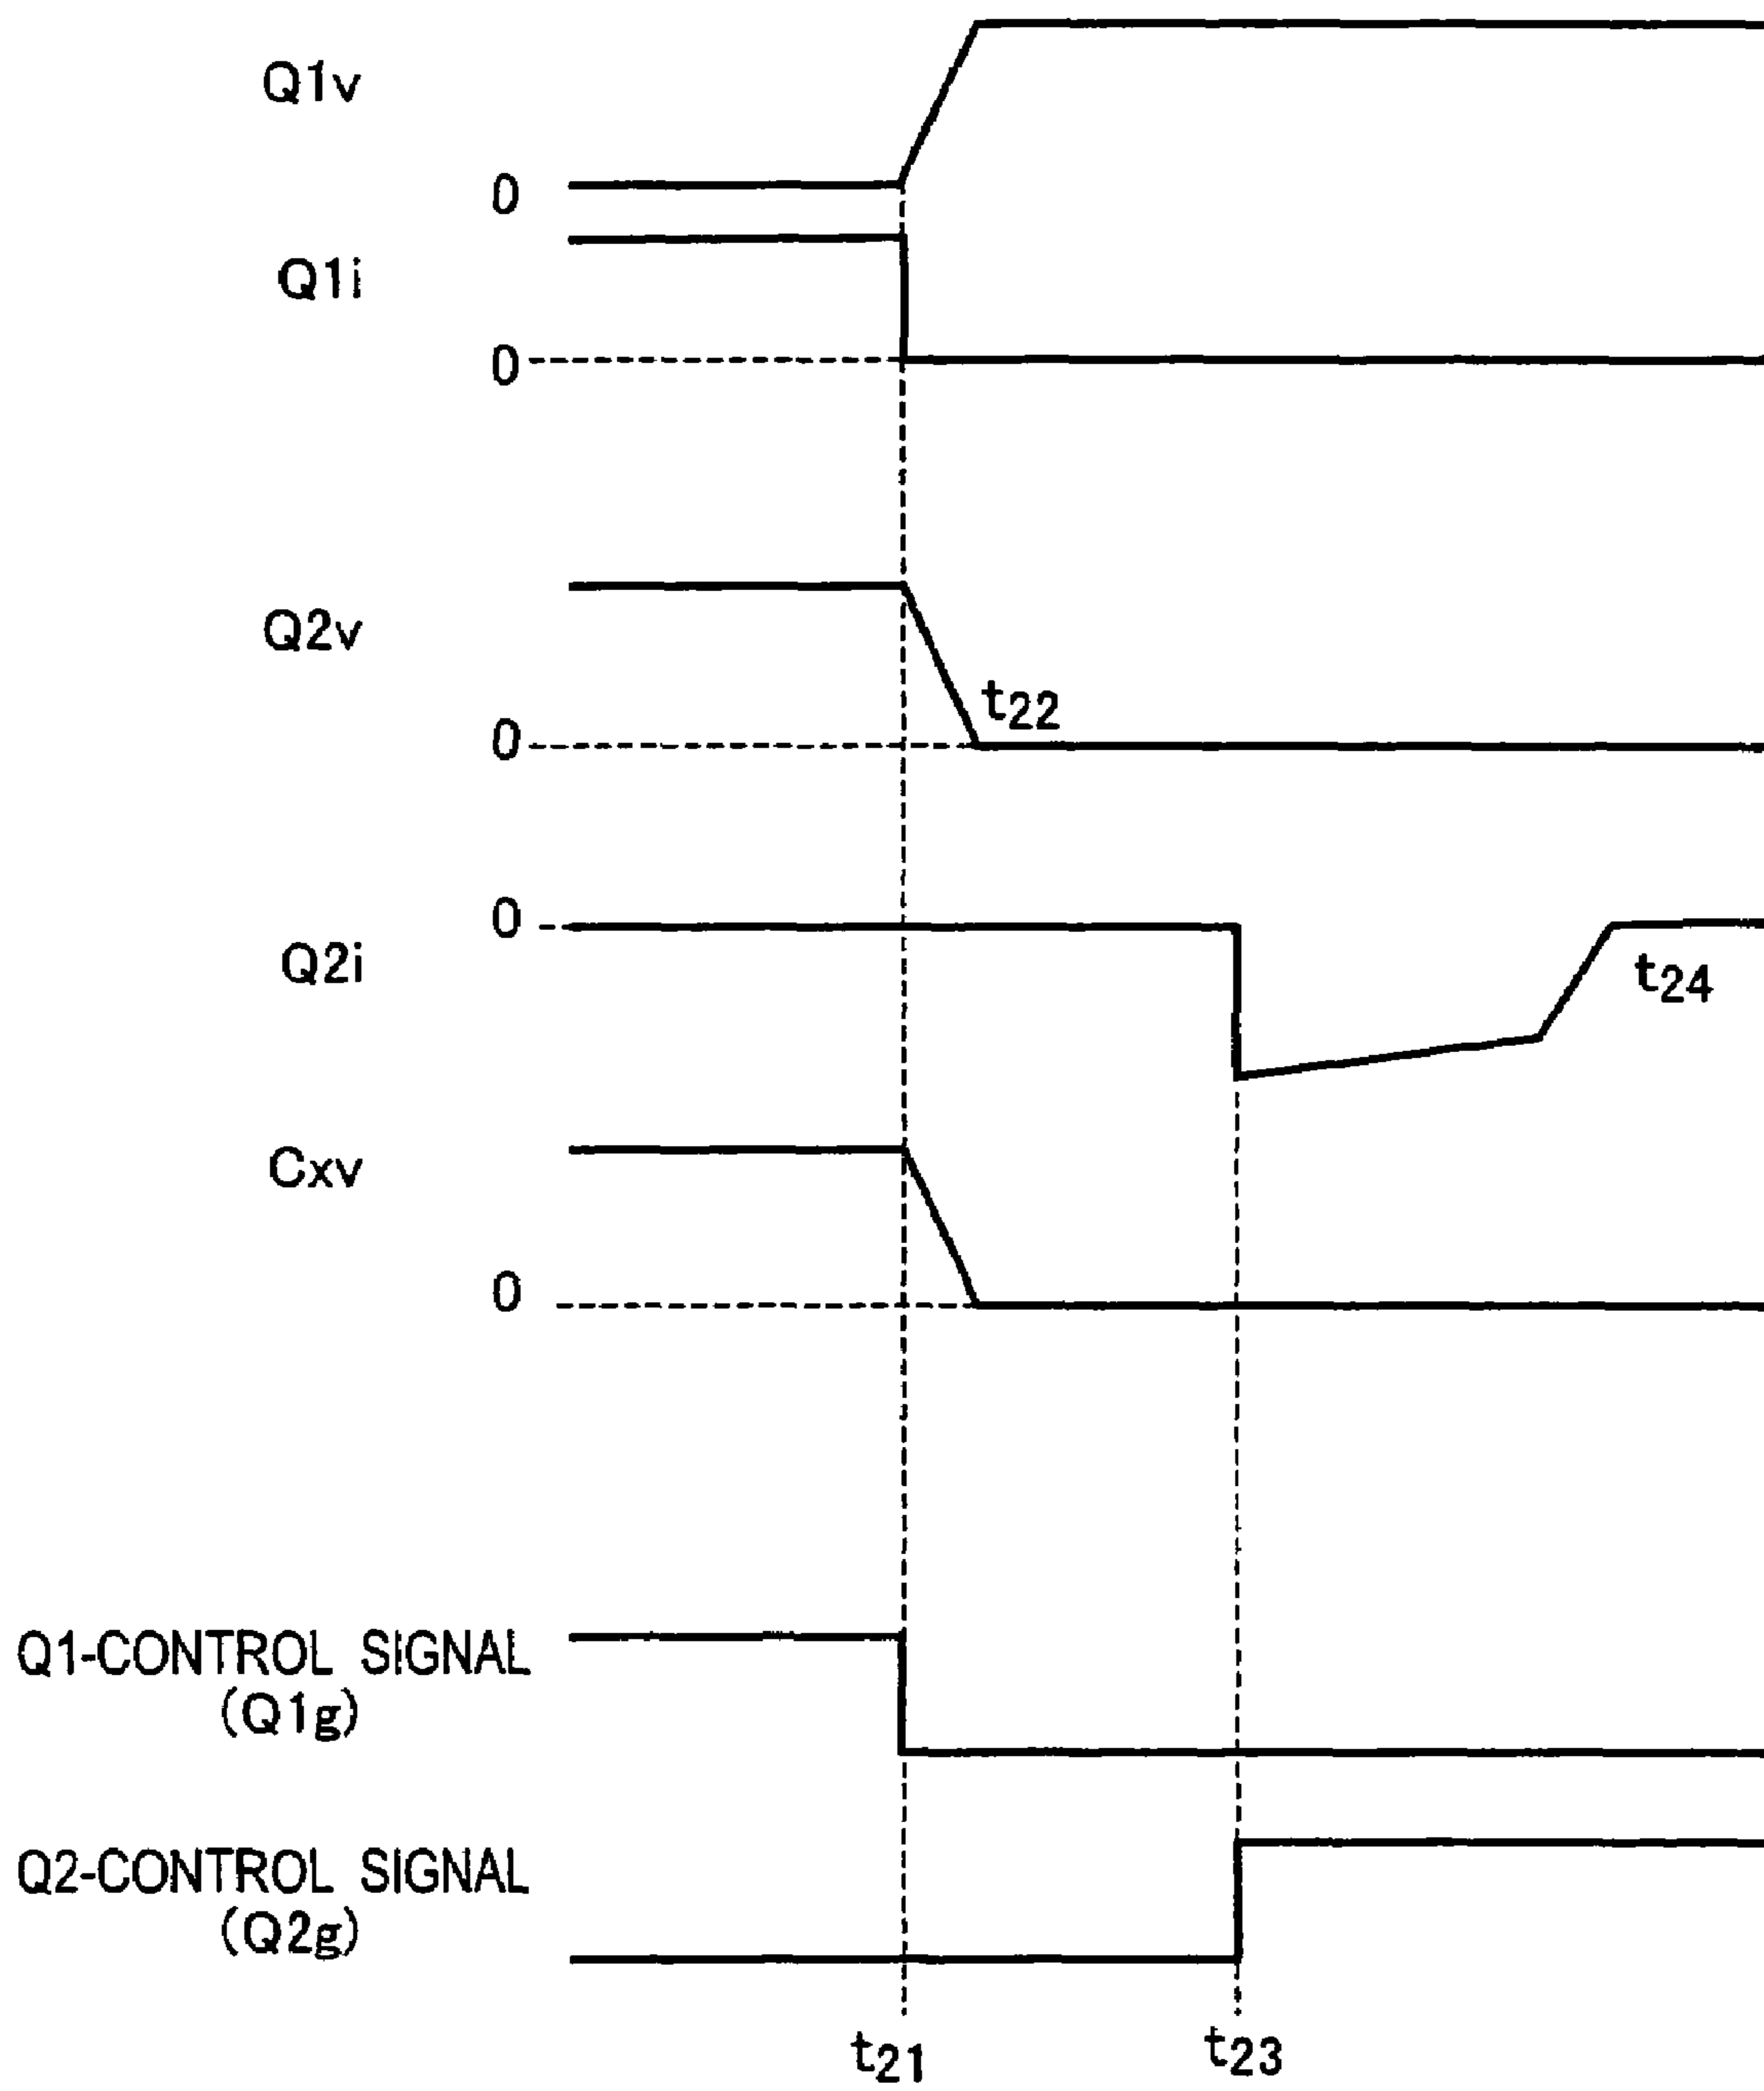 Q1v
0
Q1i
0
Q2v
t22
0
0
Q2i
t24
Cxv
0
Q1-CONTROL SIGNAL
(Q1g)
Q2-CONTROL SIGNAL
(Q2g)
t21
t23